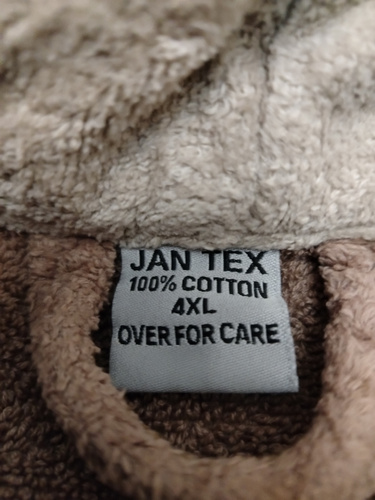 JAN TEX
100% COTTON
4XL
OVER FOR CARE